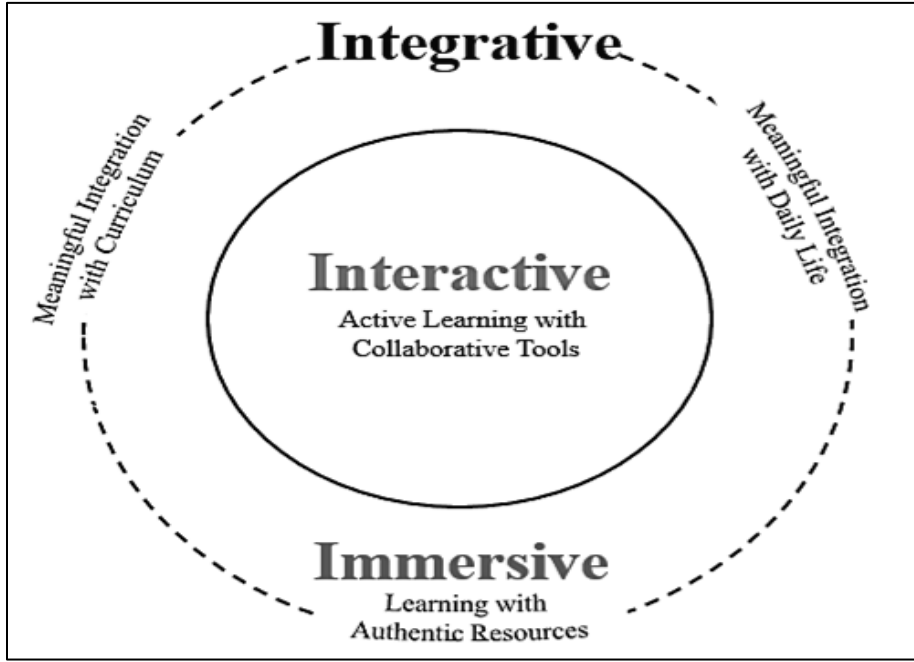 Integrative
Meaningful Integration
with Curriculum
Meaningful Integration
with Daily Life
Interactive
Active Learning with
Collaborative Tools
Immersive
Learning with
Authentic Resources